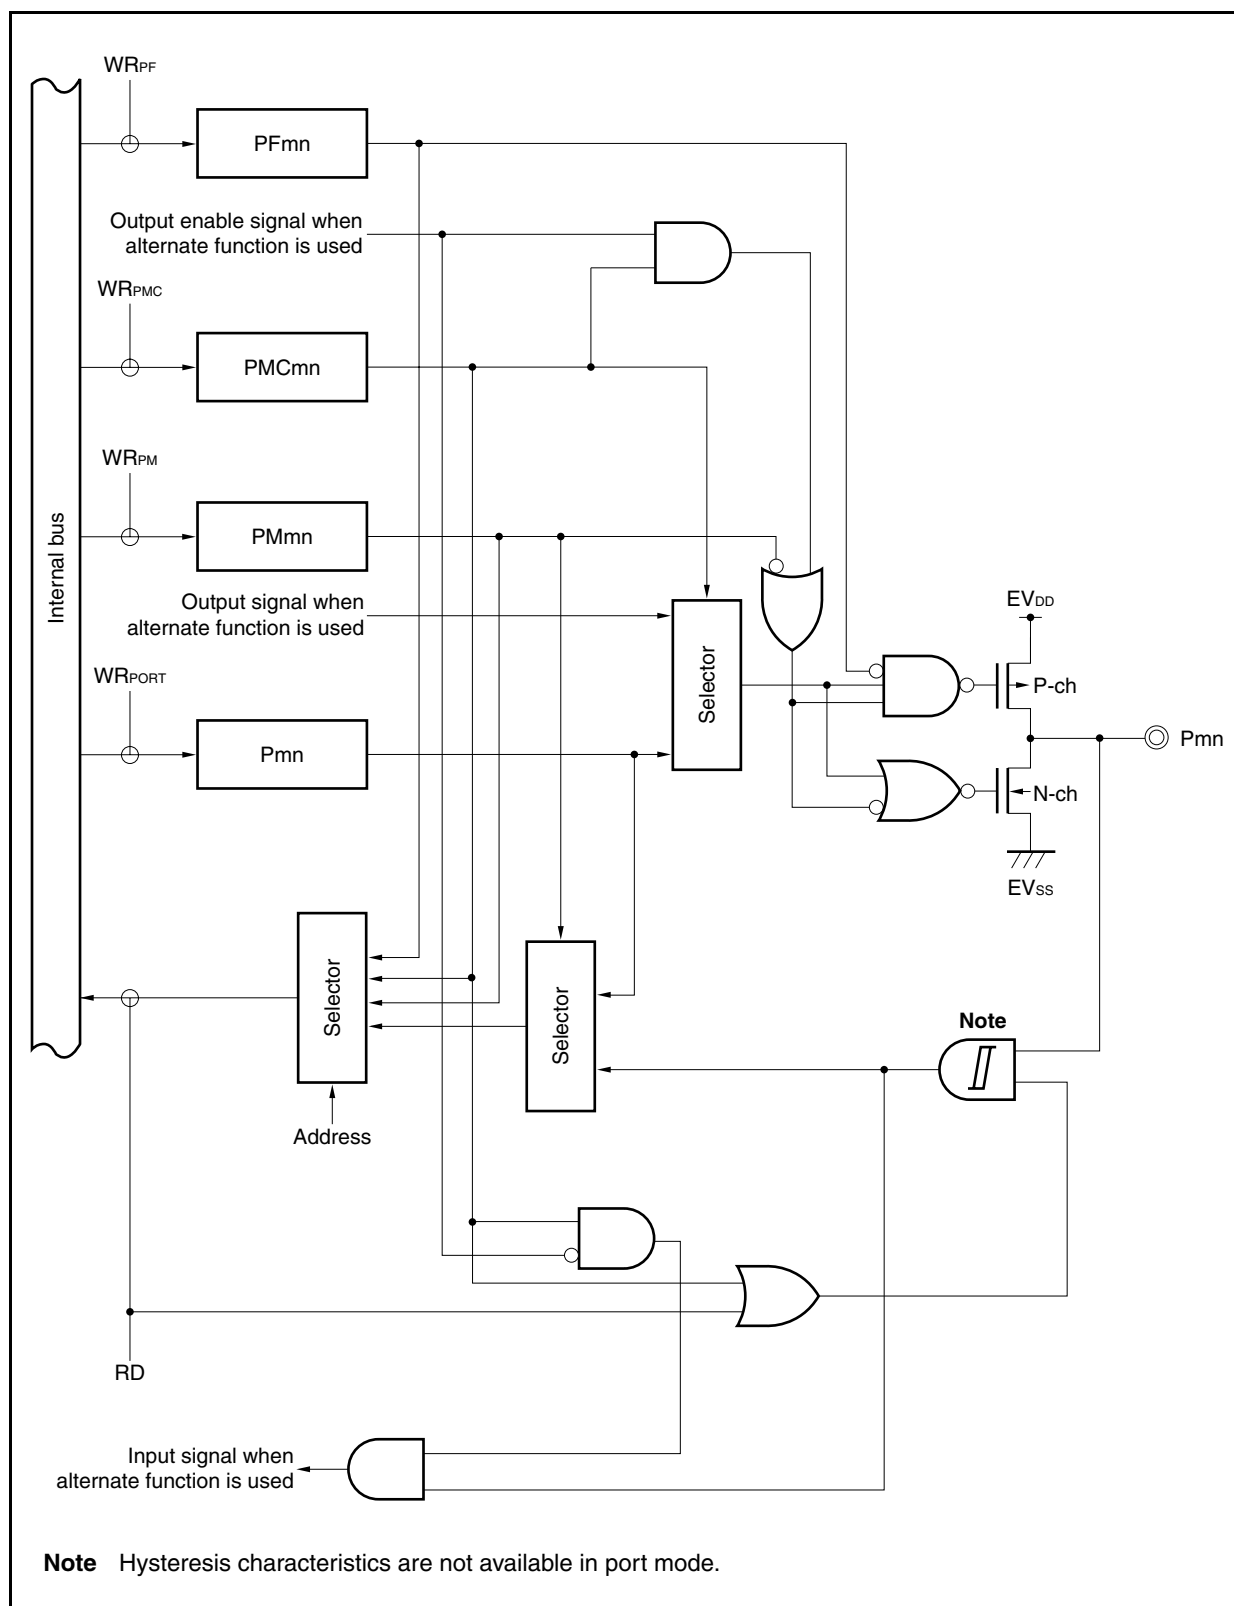 WRPF
PFmn
Output enable signal when
alternate function is used
WRPMC
PMCmn
WRPM
PMmn
Internal bus
Output signal when
alternate function is used
EVDD
WRPORT
Selector
P-ch
Pmn
Pmn
N-ch
EVSS
Selector
Selector
Note
Address
RD
Input signal when
alternate function is used
Note Hysteresis characteristics are not available in port mode.